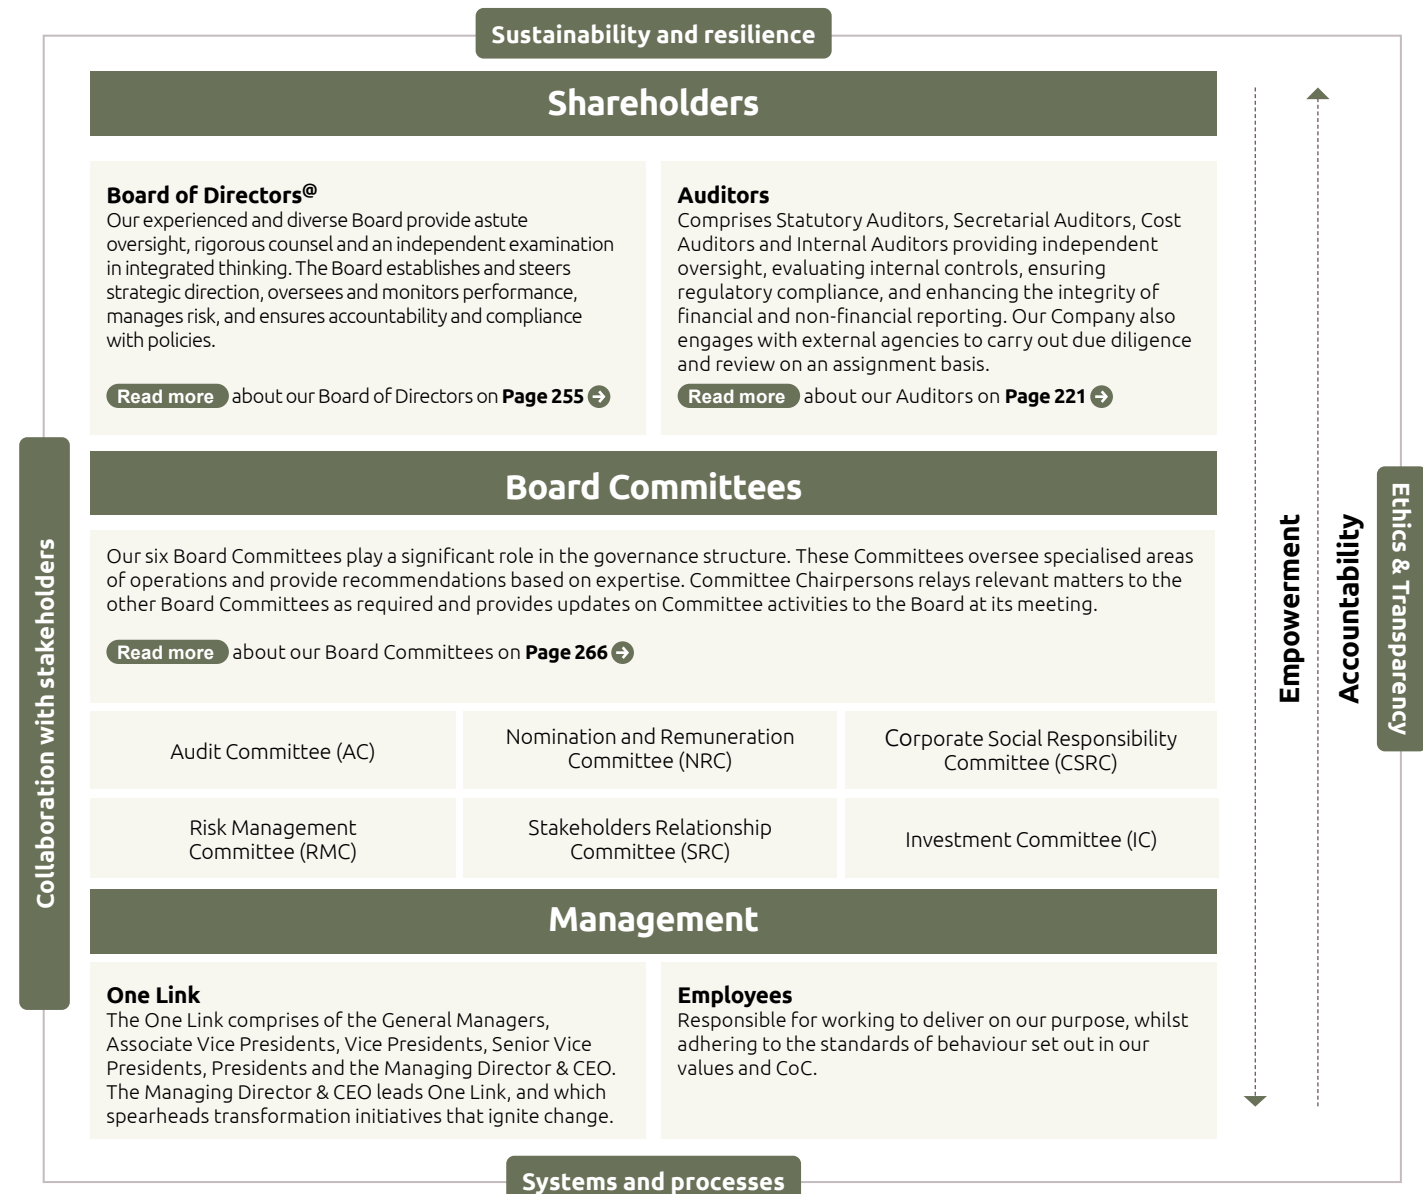 Sustainability and resilience
Shareholders
Board of Directors@
Our experienced and diverse Board provide astute
oversight, rigorous counsel and an independent examination
in integrated thinking. The Board establishes and steers
strategic direction, oversees and monitors performance,
manages risk, and ensures accountability and compliance
with policies.
Read more about our Board of Directors on Page 255
Auditors
Comprises Statutory Auditors, Secretarial Auditors, Cost
Auditors and Internal Auditors providing independent
oversight, evaluating internal controls, ensuring
regulatory compliance, and enhancing the integrity of
financial and non-financial reporting. Our Company also
engages with external agencies to carry out due diligence
and review on an assignment basis.
Read more about our Auditors on Page 221
Board Committees
Our six Board Committees play a significant role in the governance structure. These Committees oversee specialised areas
of operations and provide recommendations based on expertise. Committee Chairpersons relays relevant matters to the
other Board Committees as required and provides updates on Committee activities to the Board at its meeting.
Read more about our Board Committees on Page 266
Audit Committee (AC)
Nomination and Remuneration
Committee (NRC)
Corporate Social Responsibility
Committee (CSRC)
Risk Management
Committee (RMC)
Stakeholders Relationship
Committee (SRC)
Investment Committee (IC)
Management
One Link
The One Link comprises of the General Managers,
Associate Vice Presidents, Vice Presidents, Senior Vice
Presidents, Presidents and the Managing Director & CEO.
The Managing Director & CEO leads One Link, and which
spearheads transformation initiatives that ignite change.
Employees
Responsible for working to deliver on our purpose, whilst
adhering to the standards of behaviour set out in our
values and CoC.
Collaboration with stakeholders
Empowerment
Accountability
Ethics & Transparency
Systems and processes